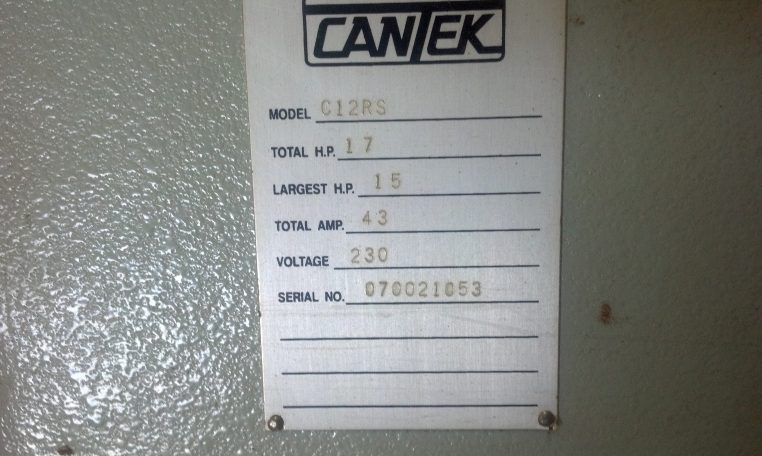 CANTEK
MODEL C12RS
TOTAL H.P. 17
LARGEST H.P. 15
TOTAL AMP. 43
VOLTAGE 230
SERIAL NO. 070021053